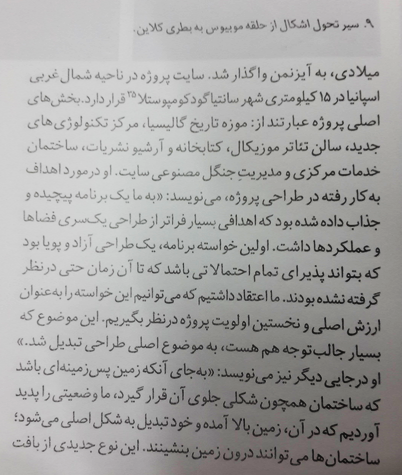 ۹. سیر تحول اشکال از حلقه موبیوس به بطری کلاین.
میلادی، به آیزنمن واگذار شد. سایت پروژه در ناحیه شمال غربی
اسپانیا در ۱۵ کیلومتری شهر سانتیاگو دکومپوستلا۲۵ قرار دارد. بخش‌های
اصلی پروژه عبارتند از: موزه تاریخ گالیسیا، مرکز تکنولوژی‌های
جدید، سالن تئاتر موزیکال، کتابخانه و آرشیو نشریات، ساختمان
خدمات مرکزی و مدیریت جنگل مصنوعی سایت. او در مورد اهداف
به کار رفته در طراحی پروژه، می‌نویسد: «به ما یک برنامه پیچیده و
جذاب داده شده بود که اهدافی بسیار فراتر از طراحی یک‌سری فضاها
و عملکردها داشت. اولین خواسته برنامه، یک طراحی آزاد و پویا بود
که بتواند پذیرای تمام احتمالاتی باشد که تا آن زمان حتی در نظر
گرفته نشده بودند. ما اعتقاد داشتیم که می‌توانیم این خواسته را به‌عنوان
ارزش اصلی و نخستین اولویت پروژه درنظر بگیریم. این موضوع که
بسیار جالب توجه هم هست، به موضوع اصلی طراحی تبدیل شد.»
او در جایی دیگر نیز می‌نویسد: «به‌جای آنکه زمین پس‌زمینه‌ای باشد
که ساختمان همچون شکلی جلوی آن قرار گیرد، ما وضعیتی را پدید
آوردیم که در آن، زمین بالا آمده و خود تبدیل به شکل اصلی می‌شود؛
ساختمان‌ها می‌توانند درون زمین بنشینند. این نوع جدیدی از بافت